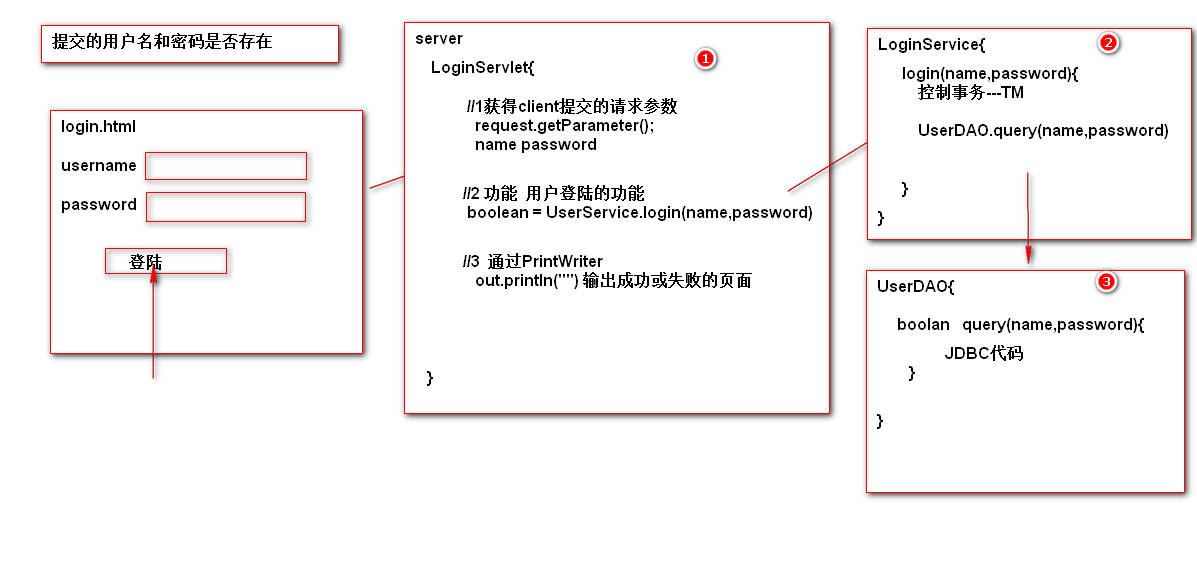 提交的用户名和密码是否存在
login.html
username
password
登陆
server
1
LoginServlet{
//1获得client提交的请求参数
request.getParameter();
name password
//2 功能 用户登陆的功能
boolean = UserService.login(name,password)
//3 通过PrintWriter
out.println("") 输出成功或失败的页面
}
LoginService{
2
login(name,password){
控制事务---TM
UserDAO.query(name,password)
}
}
UserDAO{
3
boolan query(name,password){
JDBC代码
}
}